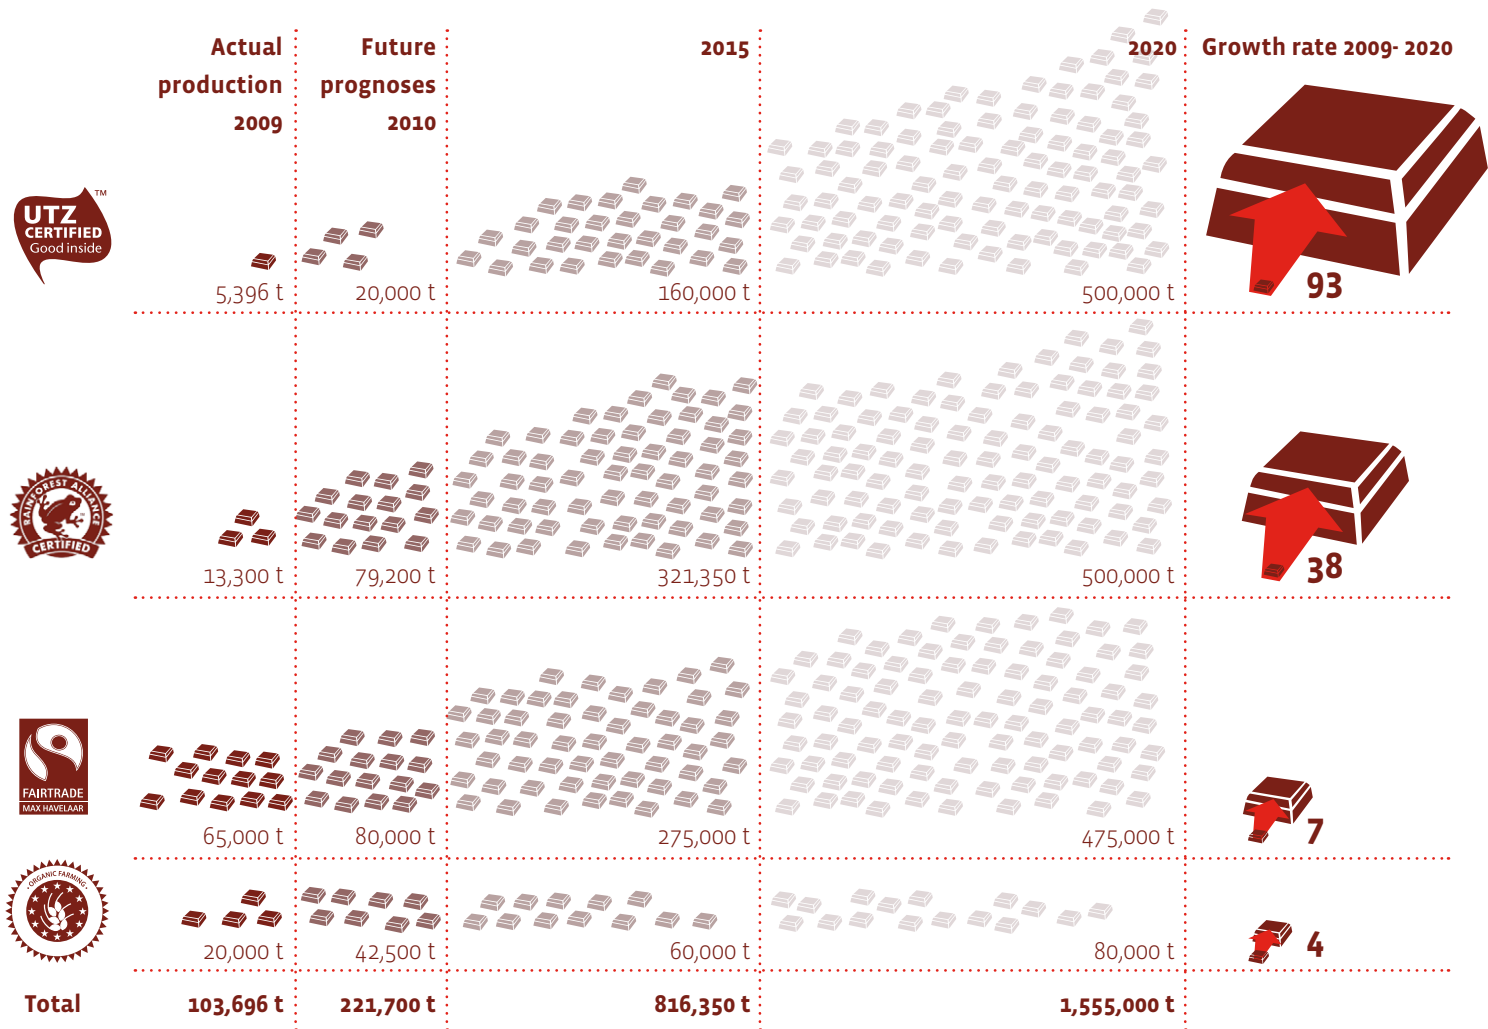 Actual production 2009
Future prognoses 2010
2015
2020
Growth rate 2009- 2020
UTZ
CERTIFIED
Good inside
TM
5,396 t
20,000 t
160,000 t
500,000 t
93
RAINFOREST ALLIANCE
CERTIFIED
13,300 t
79,200 t
321,350 t
500,000 t
38
FAIRTRADE
MAX HAVELAAR
65,000 t
80,000 t
275,000 t
475,000 t
7
· ORGANIC FARMING ·
20,000 t
42,500 t
60,000 t
80,000 t
4
Total
103,696 t
221,700 t
816,350 t
1,555,000 t